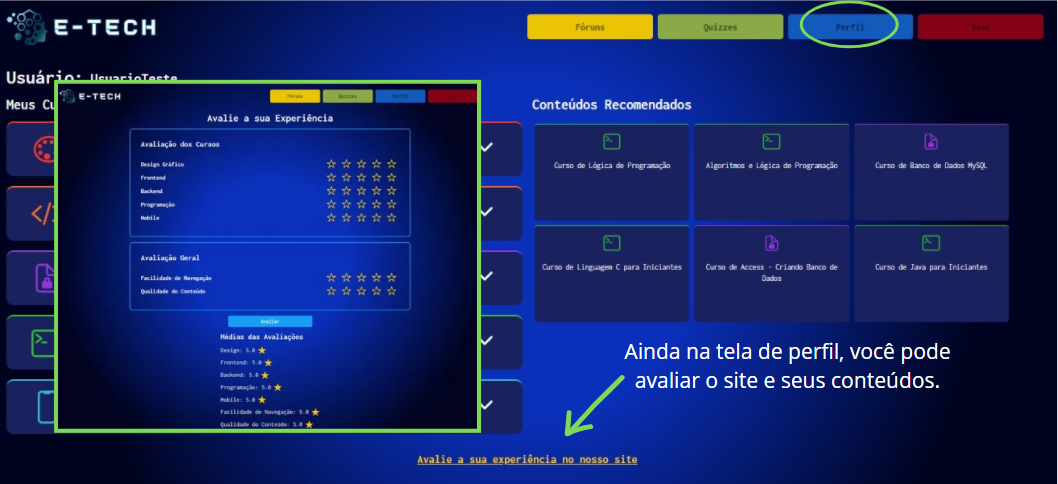 E-TECH
Fóruns
Quizzes
Perfil
Sair
Usuário: UsuarioTeste
Meus Cu
E-TECH
Fóruns
Quizzes
Perfil
Avalie a sua Experiência
Avaliação dos Cursos
Design Gráfico
Frontend
Backend
Programação
Mobile
Avaliação Geral
Facilidade de Navegação
Qualidade do Conteúdo
Avaliar
Médias das Avaliações
Design: 5.0
Frontend: 5.0
Backend: 5.0
Programação: 5.0
Mobile: 5.0
Facilidade de Navegação: 5.0
Qualidade do Conteúdo: 5.0
Conteúdos Recomendados
Curso de Lógica de Programação
Algoritmos e Lógica de Programação
Curso de Banco de Dados MySQL
Curso de Linguagem C para Iniciantes
Curso de Access - Criando Banco de
Dados
Curso de Java para Iniciantes
Ainda na tela de perfil, você pode
avaliar o site e seus conteúdos.
Avalie a sua experiência no nosso site